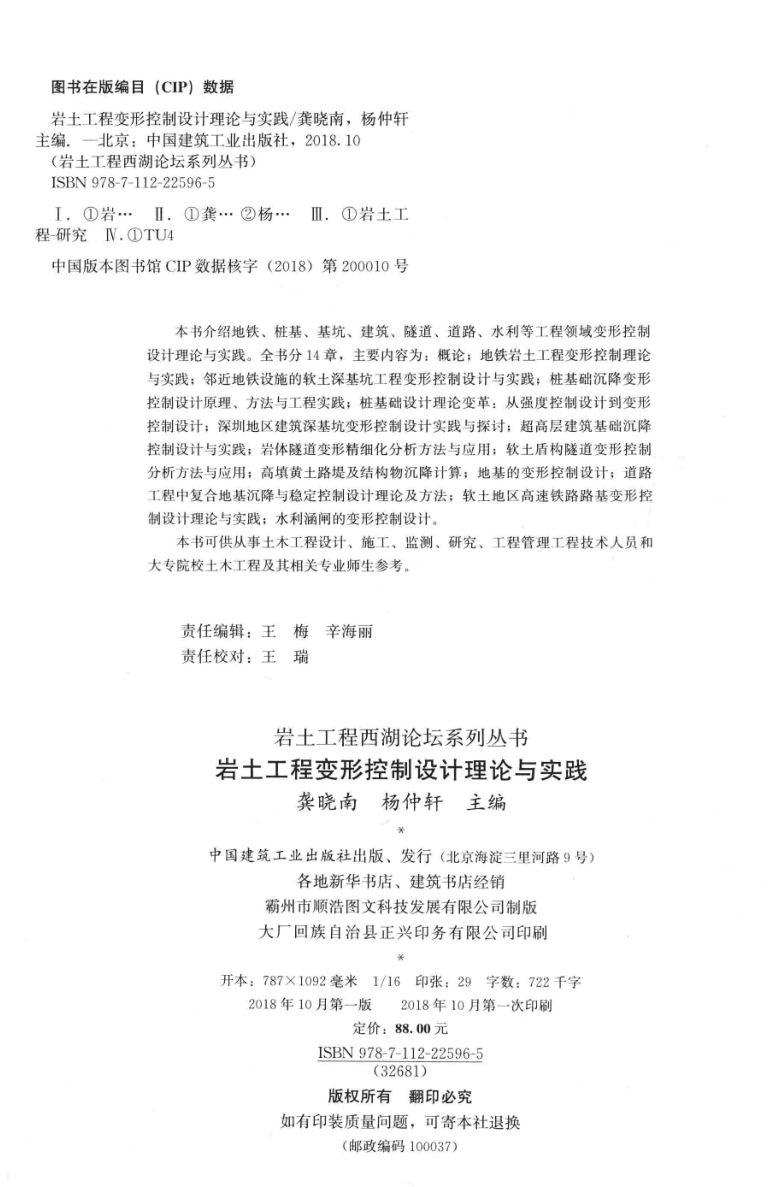 图书在版编目（CIP）数据
岩土工程变形控制设计理论与实践/龚晓南，杨仲轩
主编．—北京：中国建筑工业出版社，2018.10
（岩土工程西湖论坛系列丛书）
ISBN 978-7-112-22596-5
Ⅰ．①岩… Ⅱ．①龚… ②杨… Ⅲ．①岩土工
程-研究 Ⅳ．①TU4
中国版本图书馆 CIP 数据核字（2018）第 200010 号
本书介绍地铁、桩基、基坑、建筑、隧道、道路、水利等工程领域变形控制
设计理论与实践。全书分 14 章，主要内容为：概论；地铁岩土工程变形控制理论
与实践；邻近地铁设施的软土深基坑工程变形控制设计与实践；桩基础沉降变形
控制设计原理、方法与工程实践；桩基础设计理论变革：从强度控制设计到变形
控制设计；深圳地区建筑深基坑变形控制设计实践与探讨；超高层建筑基础沉降
控制设计与实践；岩体隧道变形精细化分析方法与应用；软土盾构隧道变形控制
分析方法与应用；高填黄土路堤及结构物沉降计算；地基的变形控制设计；道路
工程中复合地基沉降与稳定控制设计理论及方法；软土地区高速铁路路基变形控
制设计理论与实践；水利涵闸的变形控制设计。
本书可供从事土木工程设计、施工、监测、研究、工程管理工程技术人员和
大专院校土木工程及其相关专业师生参考。
责任编辑：王　梅　辛海丽
责任校对：王　瑞
岩土工程西湖论坛系列丛书
岩土工程变形控制设计理论与实践
龚晓南　杨仲轩　主编
*
中国建筑工业出版社出版、发行（北京海淀三里河路 9 号）
各地新华书店、建筑书店经销
霸州市顺浩图文科技发展有限公司制版
大厂回族自治县正兴印务有限公司印刷
*
开本：787×1092 毫米　1/16　印张：29　字数：722 千字
2018 年 10 月第一版　2018 年 10 月第一次印刷
定价：88.00 元
ISBN 978-7-112-22596-5
（32681）
版权所有　翻印必究
如有印装质量问题，可寄本社退换
（邮政编码 100037）